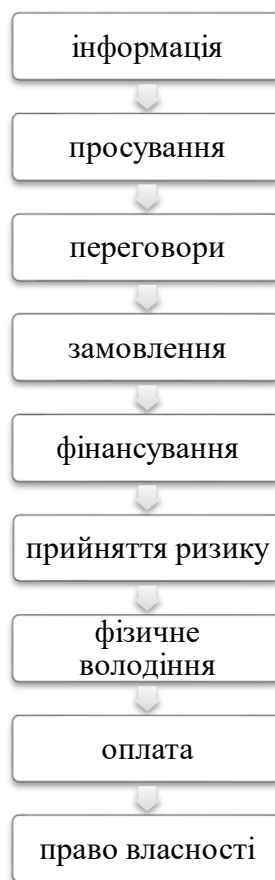 інформація
просування
переговори
замовлення
фінансування
прийняття ризику
фізичне
володіння
оплата
право власності